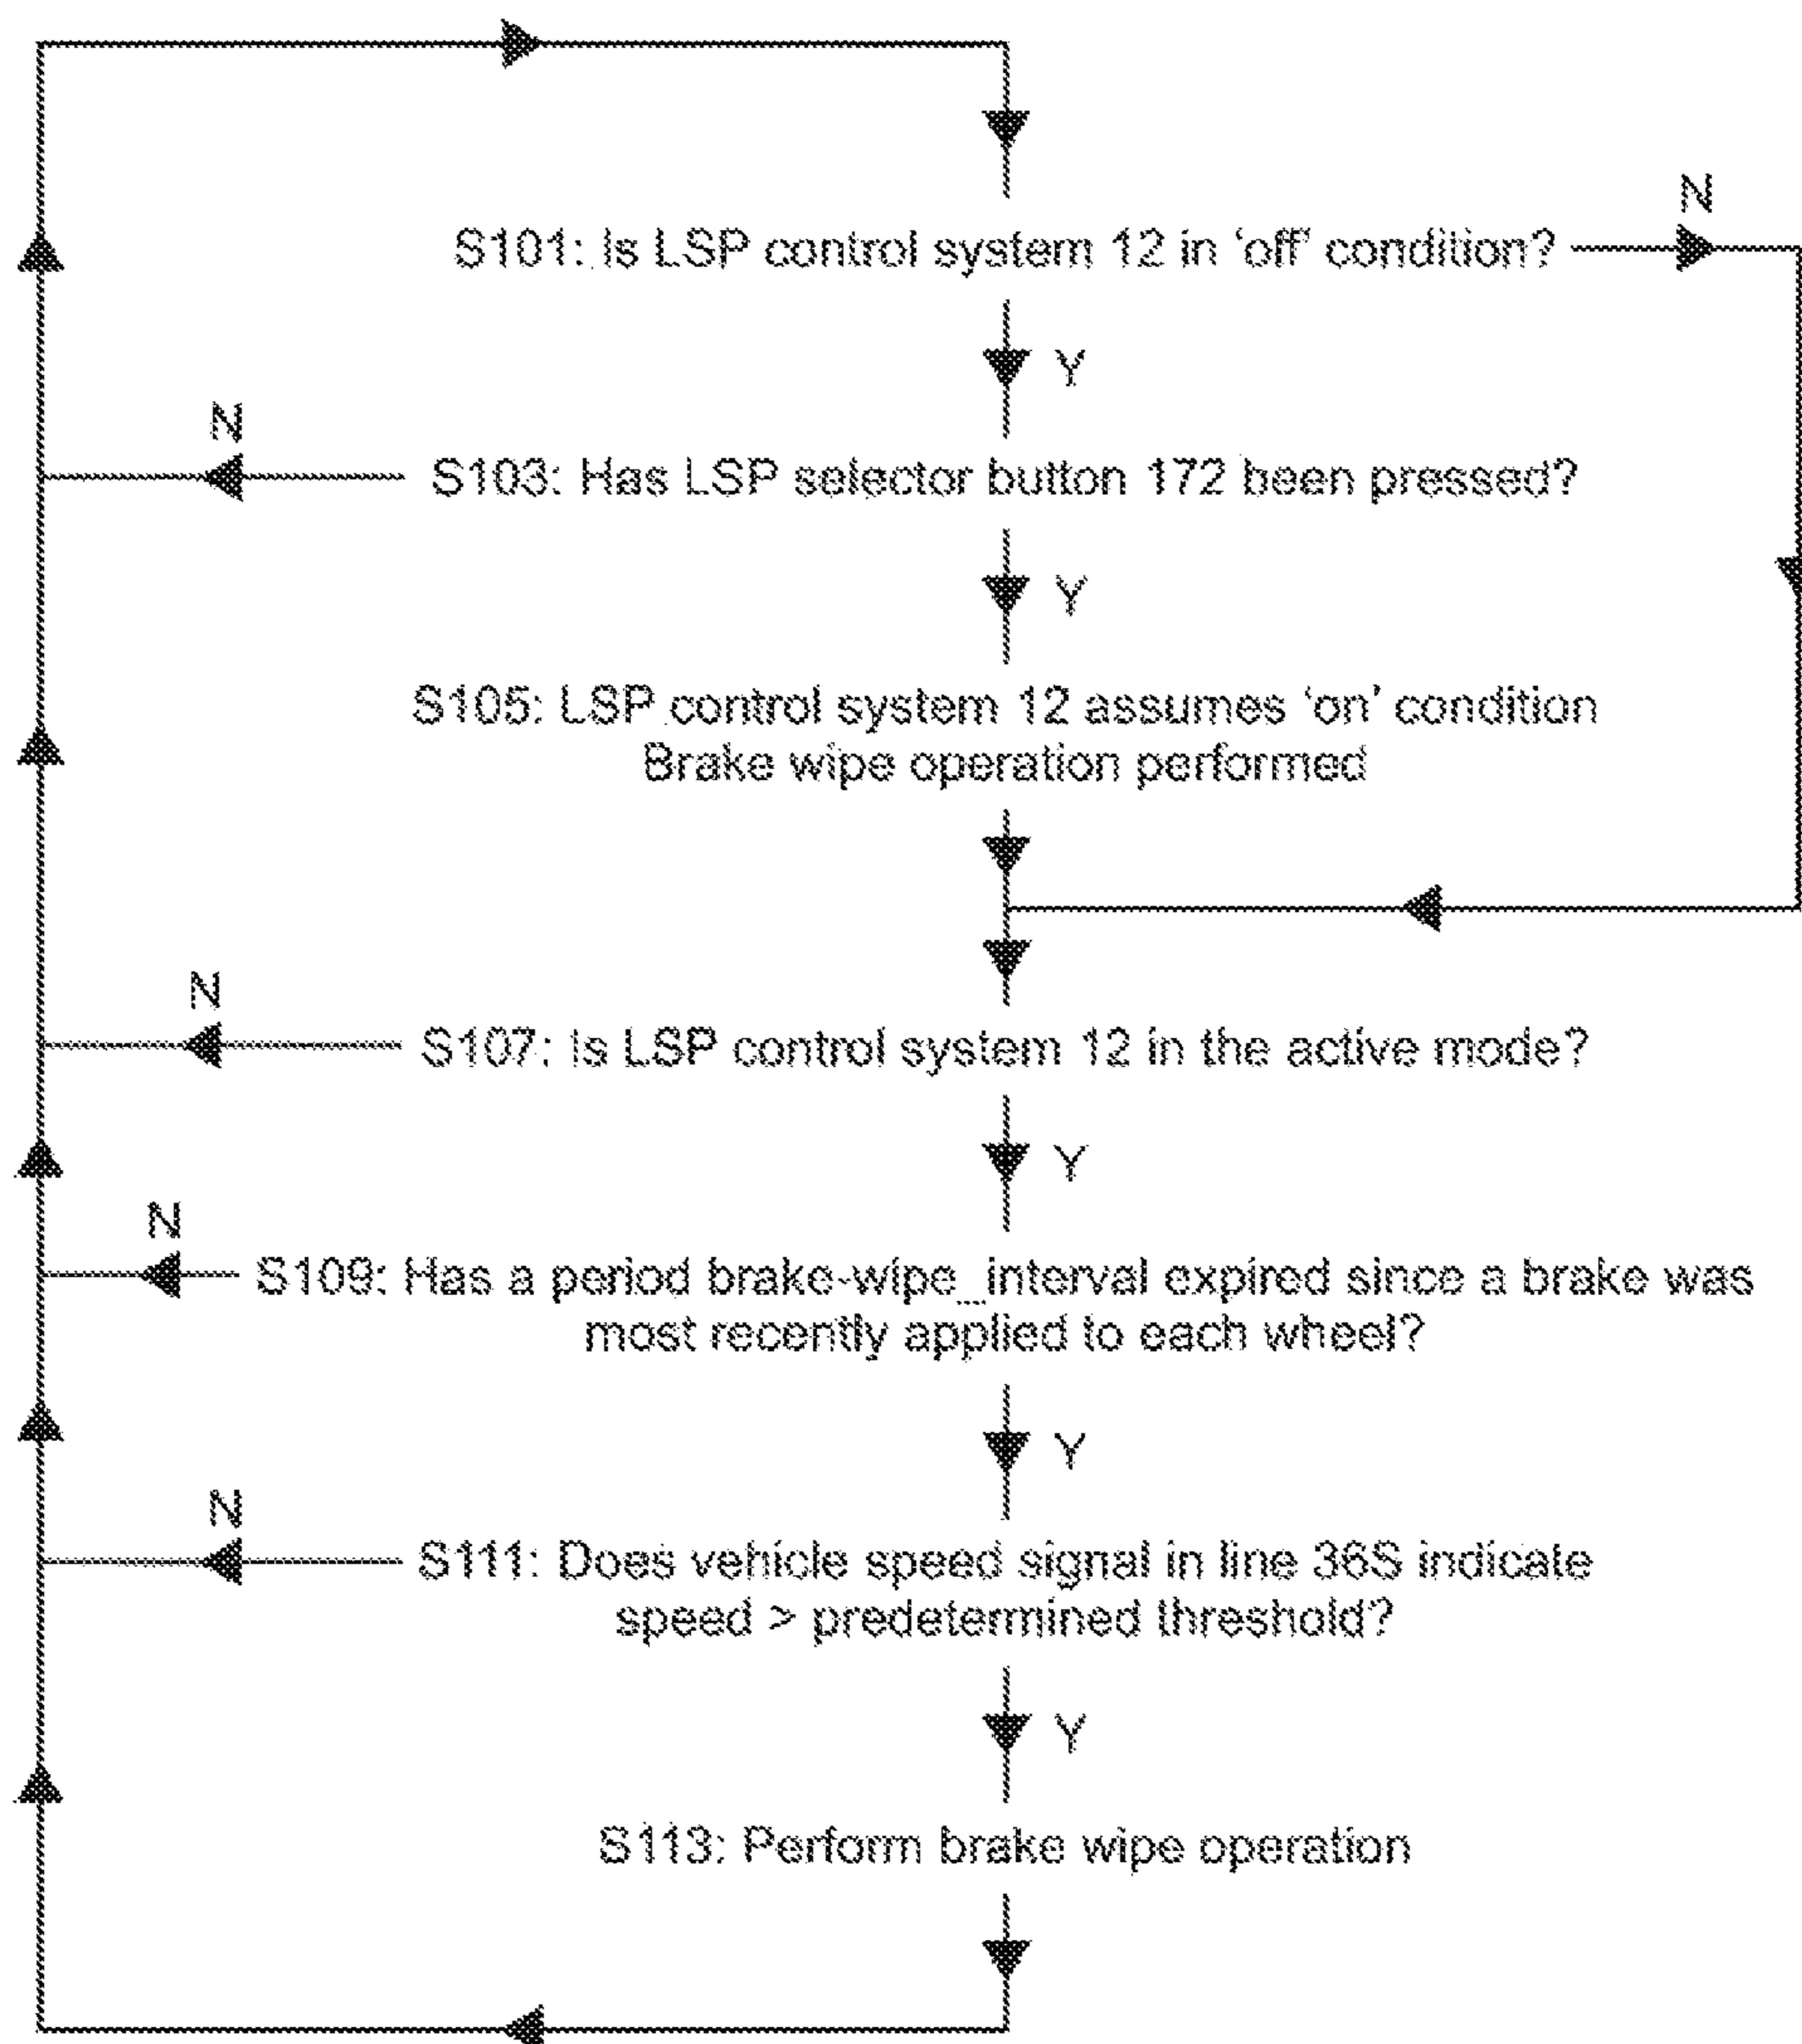 S101: Is LSP control system 12 in ‘off’ condition?
N
Y
N
S103: Has LSP selector button 172 been pressed?
Y
S105: LSP control system 12 assumes ‘on’ condition
Brake wipe operation performed
N
S107: Is LSP control system 12 in the active mode?
Y
N
S109: Has a period brake-wipe_interval expired since a brake was
most recently applied to each wheel?
Y
N
S111: Does vehicle speed signal in line 36S indicate
speed > predetermined threshold?
Y
S113: Perform brake wipe operation